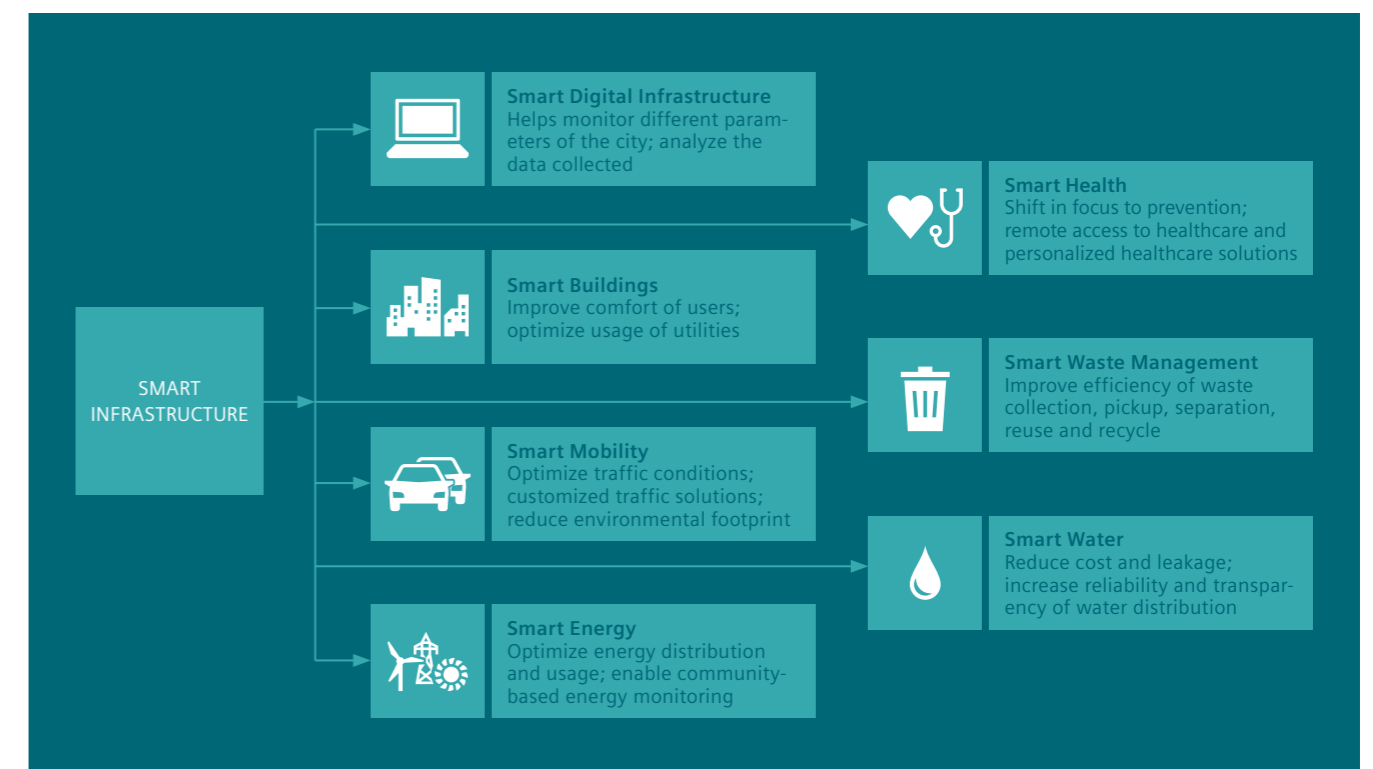 SMART
INFRASTRUCTURE
Smart Digital Infrastructure
Helps monitor different param-
eters of the city; analyze the
data collected
Smart Buildings
Improve comfort of users;
optimize usage of utilities
Smart Mobility
Optimize traffic conditions;
customized traffic solutions;
reduce environmental footprint
Smart Energy
Optimize energy distribution
and usage; enable community-
based energy monitoring
Smart Health
Shift in focus to prevention;
remote access to healthcare and
personalized healthcare solutions
Smart Waste Management
Improve efficiency of waste
collection, pickup, separation,
reuse and recycle
Smart Water
Reduce cost and leakage;
increase reliability and transpar-
ency of water distribution